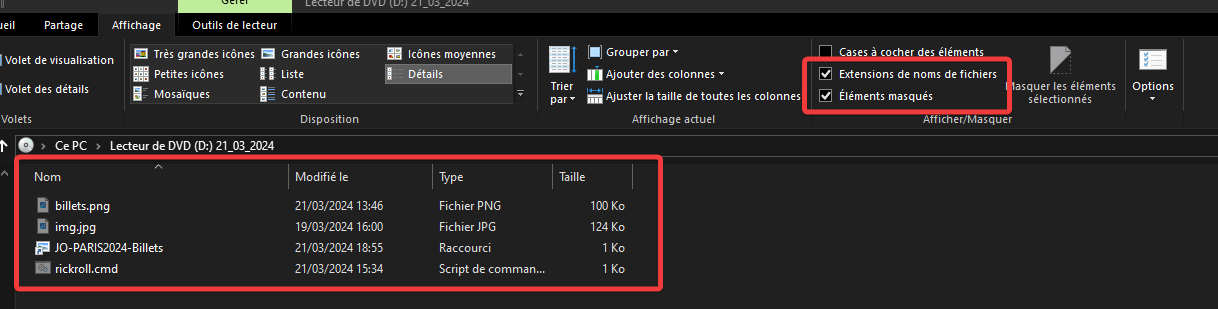 Gérer Lecteur de DVD (D:) 21_03_2024
ueil Partage Affichage Outils de lecteur
Volet de visualisation
Volet des détails
Volets
Très grandes icônes Grandes icônes Icônes moyennes
Petites icônes Liste Détails
Mosaïques Contenu
Disposition
Trier
par
Grouper par
Ajouter des colonnes
Ajuster la taille de toutes les colonnes
Affichage actuel
Cases à cocher des éléments
Extensions de noms de fichiers
Éléments masqués
Masquer les éléments
sélectionnés
Afficher/Masquer
Options
Ce PC > Lecteur de DVD (D:) 21_03_2024
Nom Modifié le Type Taille
billets.png 21/03/2024 13:46 Fichier PNG 100 Ko
img.jpg 19/03/2024 16:00 Fichier JPG 124 Ko
JO-PARIS2024-Billets 21/03/2024 18:55 Raccourci 1 Ko
rickroll.cmd 21/03/2024 15:34 Script de comman... 1 Ko